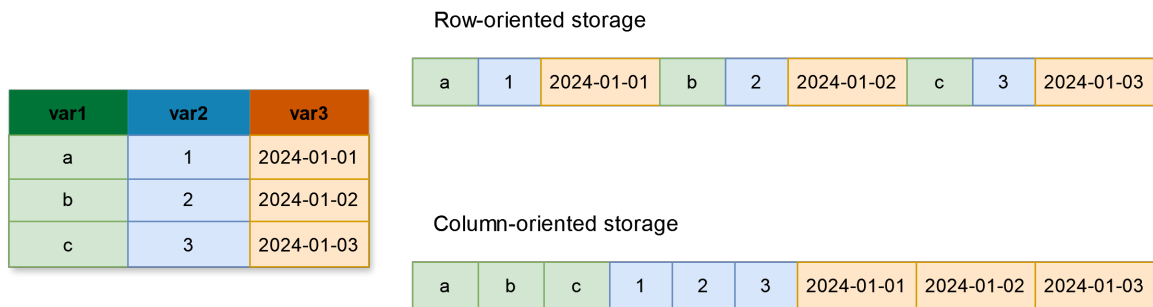 Row-oriented storage
a 1 2024-01-01 b 2 2024-01-02 c 3 2024-01-03
var1 var2 var3
a 1 2024-01-01
b 2 2024-01-02
c 3 2024-01-03
Column-oriented storage
a b c 1 2 3 2024-01-01 2024-01-02 2024-01-03